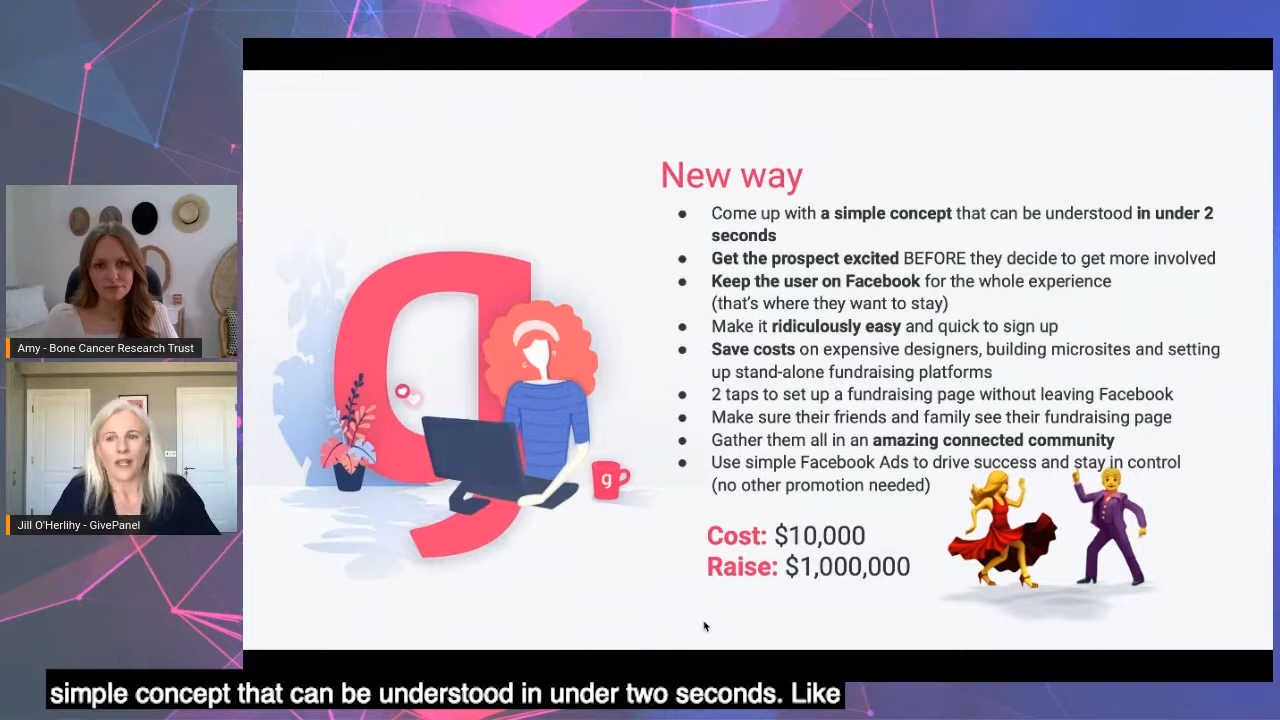 New way
● Come up with a simple concept that can be understood in under 2
seconds
● Get the prospect excited BEFORE they decide to get more involved
● Keep the user on Facebook for the whole experience
(that's where they want to stay)
● Make it ridiculously easy and quick to sign up
● Save costs on expensive designers, building microsites and setting
up stand-alone fundraising platforms
● 2 taps to set up a fundraising page without leaving Facebook
● Make sure their friends and family see their fundraising page
● Gather them all in an amazing connected community
● Use simple Facebook Ads to drive success and stay in control
(no other promotion needed)
Cost: $10,000
Raise: $1,000,000
g
g
Amy - Bone Cancer Research Trust
Jill O'Herlihy - GivePanel
simple concept that can be understood in under two seconds. Like